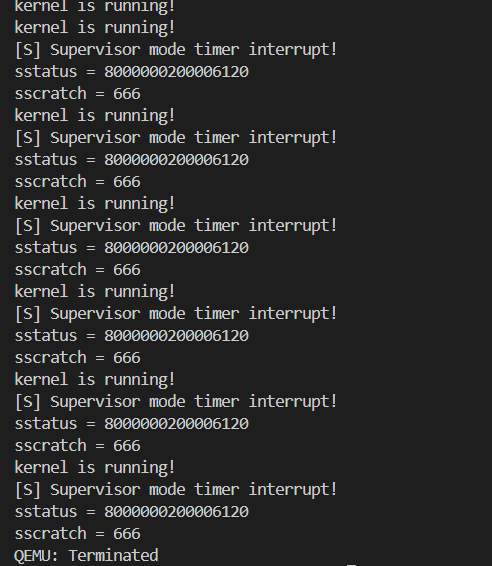 kernel is running!
kernel is running!
[S] Supervisor mode timer interrupt!
sstatus = 8000000200006120
sscratch = 666
kernel is running!
[S] Supervisor mode timer interrupt!
sstatus = 8000000200006120
sscratch = 666
kernel is running!
[S] Supervisor mode timer interrupt!
sstatus = 8000000200006120
sscratch = 666
kernel is running!
[S] Supervisor mode timer interrupt!
sstatus = 8000000200006120
sscratch = 666
kernel is running!
[S] Supervisor mode timer interrupt!
sstatus = 8000000200006120
sscratch = 666
kernel is running!
[S] Supervisor mode timer interrupt!
sstatus = 8000000200006120
sscratch = 666
QEMU: Terminated